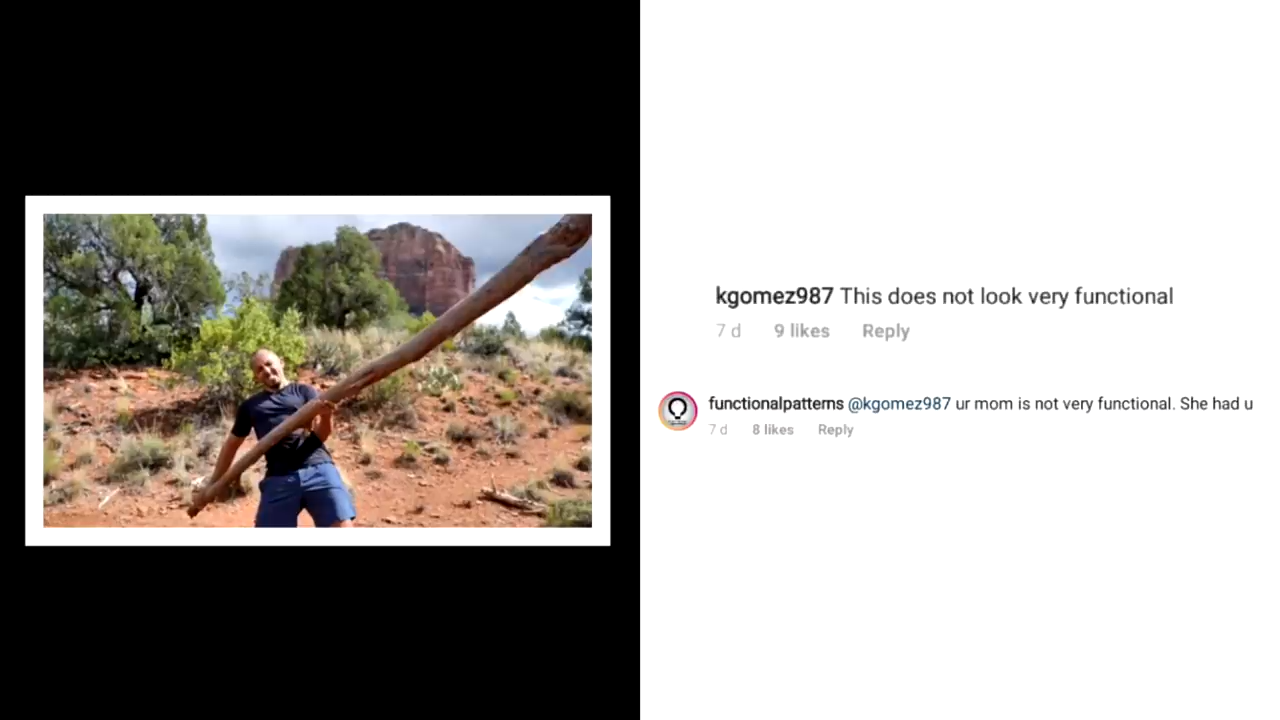 kgomez987 This does not look very functional
7 d 9 likes Reply
functionalpatterns @kgomez987 ur mom is not very functional. She had u
7 d 8 likes Reply